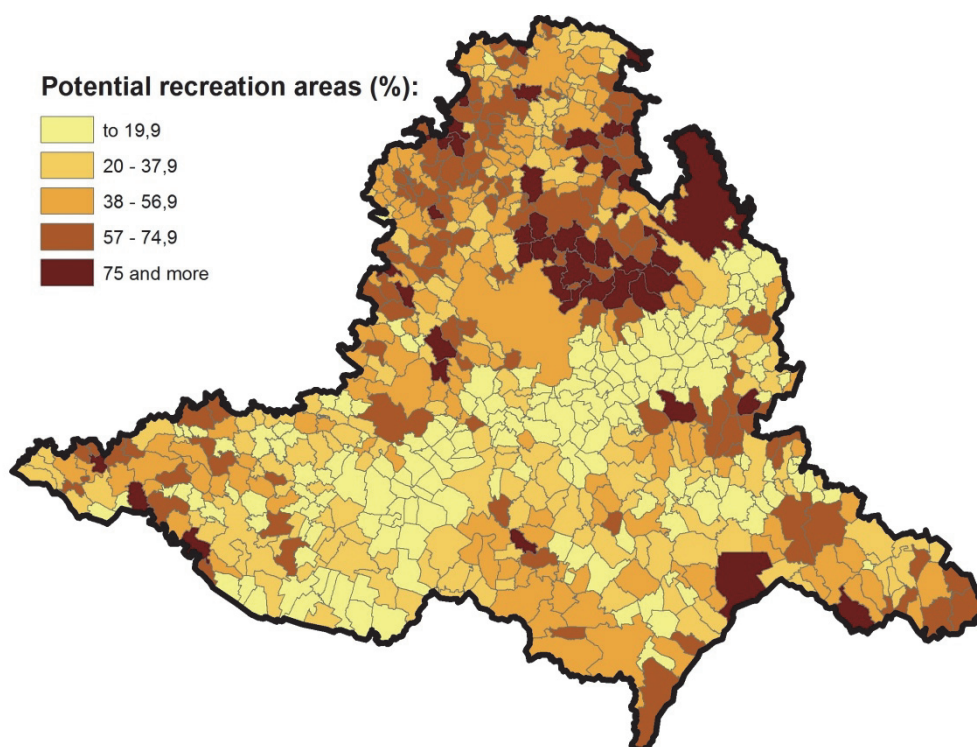 Potential recreation areas (%):
to 19,9
20 - 37,9
38 - 56,9
57 - 74,9
75 and more